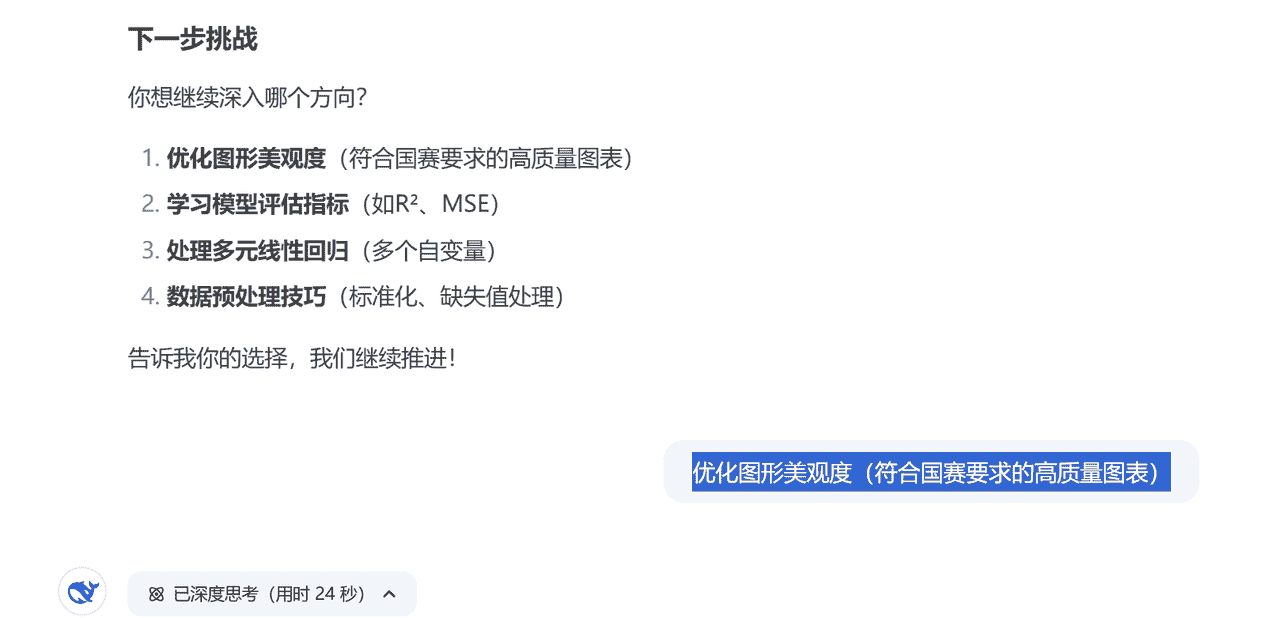 下一步挑战
你想继续深入哪个方向？
1. 优化图形美观度（符合国赛要求的高质量图表）
2. 学习模型评估指标（如R²、MSE）
3. 处理多元线性回归（多个自变量）
4. 数据预处理技巧（标准化、缺失值处理）
告诉我你的选择，我们继续推进！
优化图形美观度（符合国赛要求的高质量图表）
已深度思考（用时 24 秒）